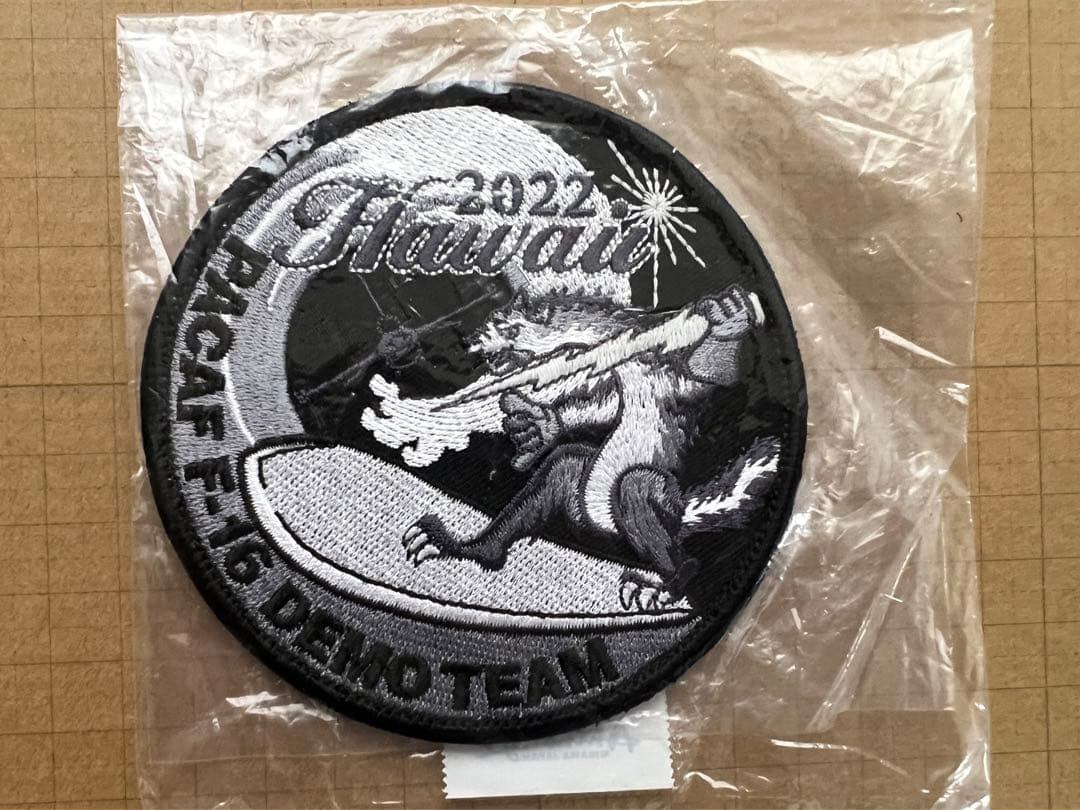 2022
Hawaii
PACAF F-16 DEMO TEAM